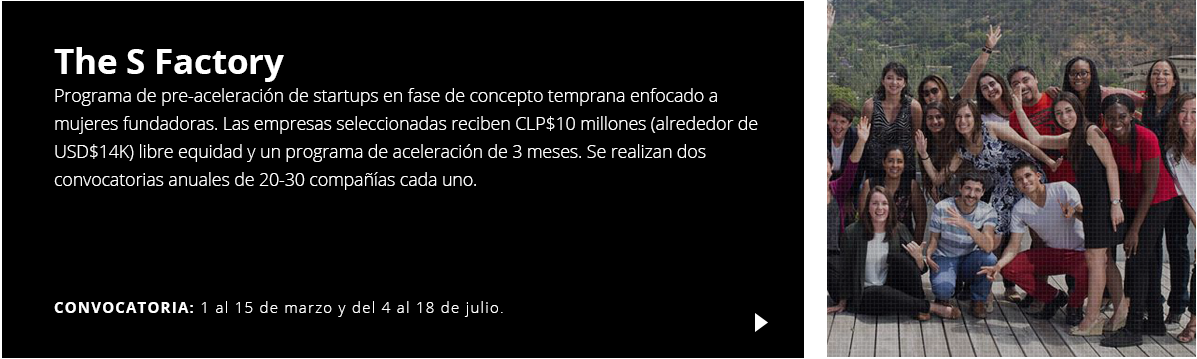 The S Factory
Programa de pre-aceleración de startups en fase de concepto temprana enfocado a
mujeres fundadoras. Las empresas seleccionadas reciben CLP$10 millones (alrededor de
USD$14K) libre equidad y un programa de aceleración de 3 meses. Se realizan dos
convocatorias anuales de 20-30 compañías cada uno.
CONVOCATORIA: 1 al 15 de marzo y del 4 al 18 de julio.